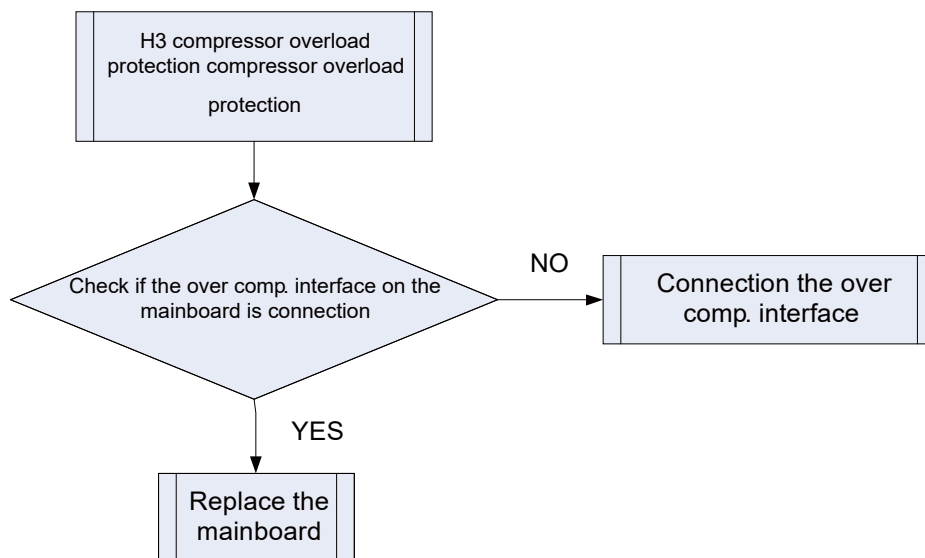 H3 compressor overload
protection compressor overload
protection
Check if the over comp. interface on the
mainboard is connection
NO
Connection the over
comp. interface
YES
Replace the
mainboard